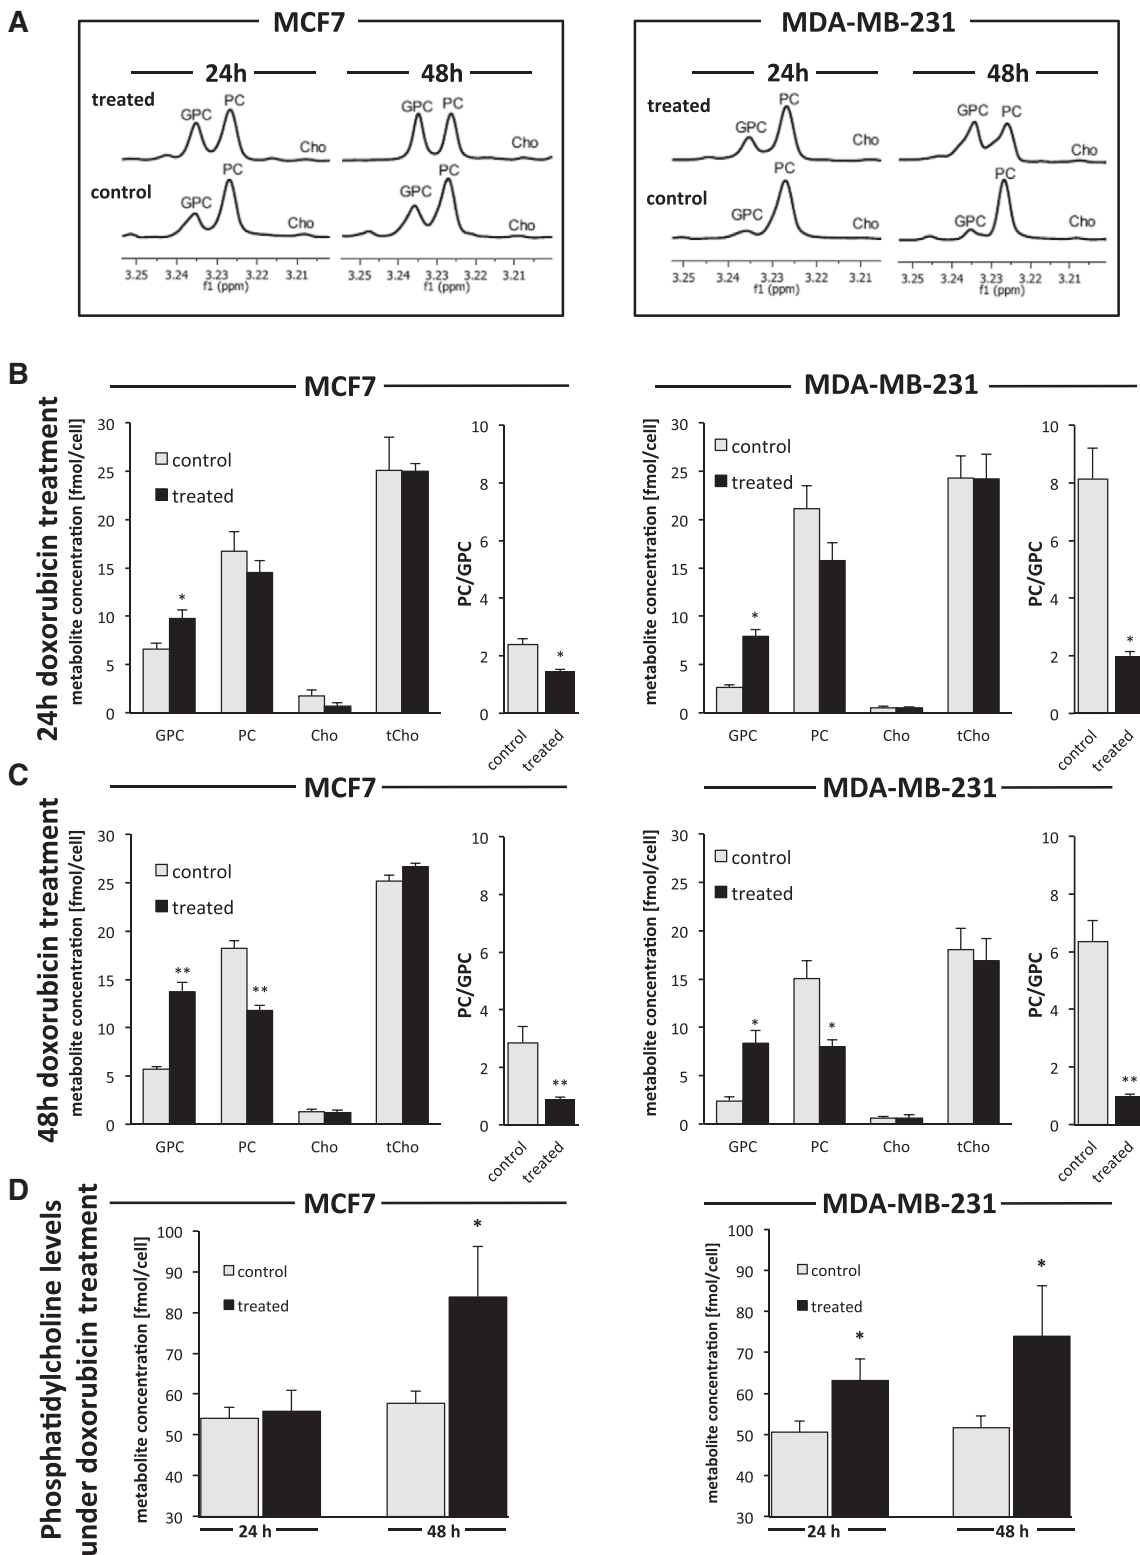 A
MCF7
24h
48h
treated
GPC
PC
Cho
GPC
PC
Cho
control
GPC
PC
Cho
GPC
PC
Cho
3.25 3.24 3.23 3.22 3.21
f1 (ppm)
3.25 3.24 3.23 3.22 3.21
f1 (ppm)
MDA-MB-231
24h
48h
treated
GPC
PC
Cho
GPC
PC
Cho
control
GPC
PC
Cho
GPC
PC
Cho
3.25 3.24 3.23 3.22 3.21
f1 (ppm)
3.25 3.24 3.23 3.22 3.21
f1 (ppm)
B
24h doxorubicin treatment
MCF7
metabolite concentration [fmol/cell]
30
25
20
15
10
5
0
control
treated
*
GPC PC Cho tCho
PC/GPC
10
8
6
4
2
0
*
control
treated
MDA-MB-231
metabolite concentration [fmol/cell]
30
25
20
15
10
5
0
control
treated
*
GPC PC Cho tCho
PC/GPC
10
8
6
4
2
0
*
control
treated
C
48h doxorubicin treatment
MCF7
metabolite concentration [fmol/cell]
30
25
20
15
10
5
0
control
treated
**
**
GPC PC Cho tCho
PC/GPC
10
8
6
4
2
0
**
control
treated
MDA-MB-231
metabolite concentration [fmol/cell]
30
25
20
15
10
5
0
control
treated
*
*
GPC PC Cho tCho
PC/GPC
10
8
6
4
2
0
**
control
treated
D
Phosphatidylcholine levels
under doxorubicin treatment
MCF7
metabolite concentration [fmol/cell]
100
90
80
70
60
50
40
30
control
treated
*
24 h
48 h
MDA-MB-231
metabolite concentration [fmol/cell]
100
90
80
70
60
50
40
30
control
treated
*
*
24 h
48 h